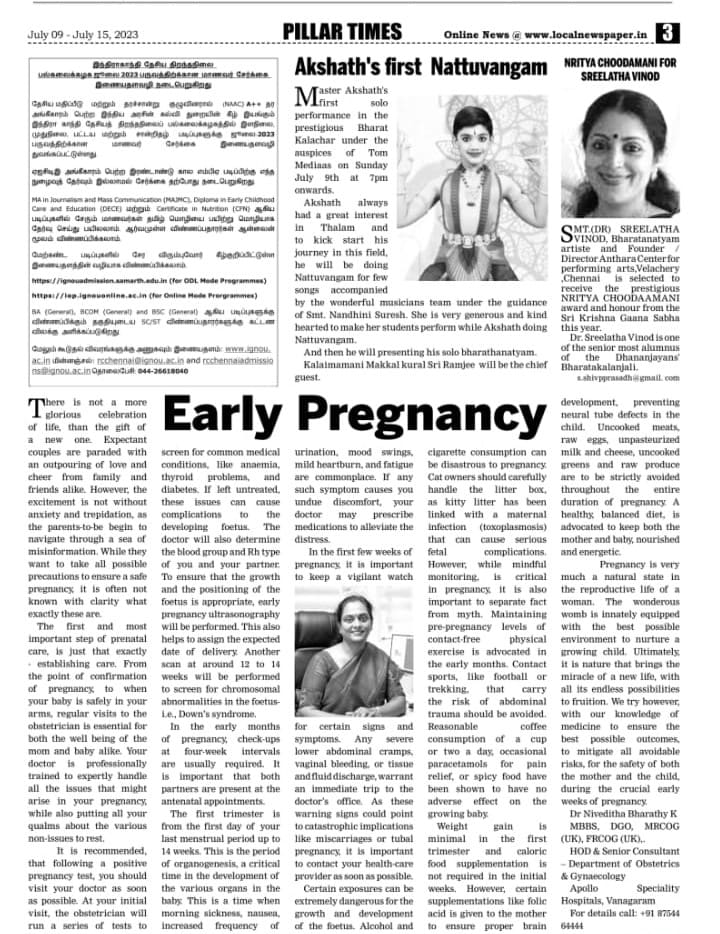 July 09 - July 15, 2023
PILLAR TIMES
Online News @ www.localnewspaper.in
3
இந்திராகாந்தி தேசிய திறந்தநிலை
பல்கலைக்கழக ஜூலை 2023 பருவத்திற்கான மாணவர் சேர்க்கை
இணையதளவழி நடைபெறுகிறது
தேசிய மதிப்பீடு மற்றும் தரச்சான்று குழுவினரால் (NAAC) A++ தர
அங்கீகாரம் பெற்ற இந்திய அரசின் கல்வி துறையின் கீழ் இயங்கும்
இந்திரா காந்தி தேசியத் திறந்தநிலைப் பல்கலைக்கழகத்தில் இளநிலை,
முதுநிலை, பட்டய மற்றும் சான்றிதழ் படிப்புகளுக்கு ஜூலை-2023
பருவத்திற்கான மாணவர் சேர்க்கை இணையதளவழி
துவங்கப்பட்டுள்ளது
ஏஐசிடிஇ அங்கீகாரம் பெற்ற இரண்டாண்டு கால எம்பிஏ படிப்பிற்கு எந்த
நுழைவுத் தேர்வும் இல்லாமல் சேர்க்கை தற்போது நடைபெறுகிறது.
MA in Journalism and Mass Communication (MAJMC), Diploma in Early Childhood
Care and Education (DECE) மற்றும் Certificate in Nutrition (CFN) ஆகிய
படிப்புகளில் சேரும் மாணவர்கள் தமிழ் மொழியை பயிற்று மொழியாக
தேர்வு செய்து பயிலலாம். ஆர்வமுள்ள விண்ணப்பதாரர்கள் ஆன்லைன்
மூலம் விண்ணப்பிக்கலாம்.
மேற்கண்ட படிப்புகளில் சேர விரும்புவோர் கீழ்குறிப்பிட்டுள்ள
இணையதளத்தின் வழியாக விண்ணப்பிக்கலாம்.
https://ignouadmission.samarth.edu.in (for ODL Mode Programmes)
https://iop.ignouonline.ac.in (for Online Mode Prorgrammes)
BA (General), BCOM (General) and BSC (General) ஆகிய படிப்புகளுக்கு
விண்ணப்பிக்கும் தகுதியுடைய SC/ST விண்ணப்பதாரர்களுக்கு கட்டண
விலக்கு அளிக்கப்படுகிறது.
மேலும் கூடுதல் விவரங்களுக்கு அணுகவும் இணையதளம்: www.ignou.
ac.in மின்னஞ்சல்: rcchennai@ignou.ac.in and rcchennaiadmissio
ns@ignou.ac.in தொலைபேசி: 044-26618040
Akshath's first Nattuvangam
Master Akshath's
first solo
performance in the
prestigious Bharat
Kalachar under the
auspices of Tom
Mediaas on Sunday
July 9th at 7pm
onwards.
Akshath always
had a great interest
in Thalam and
to kick start his
journey in this field,
he will be doing
Nattuvangam for few
songs accompanied
by the wonderful musicians team under the guidance
of Smt. Nandhini Suresh. She is very generous and kind
hearted to make her students perform while Akshath doing
Nattuvangam.
And then he will presenting his solo bharathanatyam.
Kalaimamani Makkal kural Sri Ramjee will be the chief
guest.
NRITYA CHOODAMANI FOR
SREELATHA VINOD
SMT.(DR) SREELATHA
VINOD, Bharatanatyam
artiste and Founder /
Director Anthara Center for
performing arts,Velachery
,Chennai is selected to
receive the prestigious
NRITYA CHOODAAMANI
award and honour from the
Sri Krishna Gaana Sabha
this year.
Dr. Sreelatha Vinod is one
of the senior most alumnus
of the Dhananjayans'
Bharatakalanjali.
s.shivpprasadh@gmail. com
Early Pregnancy
There is not a more
glorious celebration
of life, than the gift of
a new one. Expectant
couples are paraded with
an outpouring of love and
cheer from family and
friends alike. However, the
excitement is not without
anxiety and trepidation, as
the parents-to-be begin to
navigate through a sea of
misinformation. While they
want to take all possible
precautions to ensure a safe
pregnancy, it is often not
known with clarity what
exactly these are.
The first and most
important step of prenatal
care, is just that exactly
- establishing care. From
the point of confirmation
of pregnancy, to when
your baby is safely in your
arms, regular visits to the
obstetrician is essential for
both the well being of the
mom and baby alike. Your
doctor is professionally
trained to expertly handle
all the issues that might
arise in your pregnancy,
while also putting all your
qualms about the various
non-issues to rest.
It is recommended,
that following a positive
pregnancy test, you should
visit your doctor as soon
as possible. At your initial
visit, the obstetrician will
run a series of tests to
screen for common medical
conditions, like anaemia,
thyroid problems, and
diabetes. If left untreated,
these issues can cause
complications to the
developing foetus. The
doctor will also determine
the blood group and Rh type
of you and your partner.
To ensure that the growth
and the positioning of the
foetus is appropriate, early
pregnancy ultrasonography
will be performed. This also
helps to assign the expected
date of delivery. Another
scan at around 12 to 14
weeks will be performed
to screen for chromosomal
abnormalities in the foetus-
i.e., Down's syndrome.
In the early months
of pregnancy, check-ups
at four-week intervals
are usually required. It
is important that both
partners are present at the
antenatal appointments.
The first trimester is
from the first day of your
last menstrual period up to
14 weeks. This is the period
of organogenesis, a critical
time in the development of
the various organs in the
baby. This is a time when
morning sickness, nausea,
increased frequency of
urination, mood swings,
mild heartburn, and fatigue
are commonplace. If any
such symptom causes you
undue discomfort, your
doctor may prescribe
medications to alleviate the
distress.
In the first few weeks of
pregnancy, it is important
to keep a vigilant watch
for certain signs and
symptoms. Any severe
lower abdominal cramps,
vaginal bleeding, or tissue
and fluid discharge, warrant
an immediate trip to the
doctor's office. As these
warning signs could point
to catastrophic implications
like miscarriages or tubal
pregnancy, it is important
to contact your health-care
provider as soon as possible.
Certain exposures can be
extremely dangerous for the
growth and development
of the foetus. Alcohol and
cigarette consumption can
be disastrous to pregnancy.
Cat owners should carefully
handle the litter box,
as kitty litter has been
linked with a maternal
infection (toxoplasmosis)
that can cause serious
fetal complications.
However, while mindful
monitoring, is critical
in pregnancy, it is also
important to separate fact
from myth. Maintaining
pre-pregnancy levels of
contact-free physical
exercise is advocated in
the early months. Contact
sports, like football or
trekking, that carry
the risk of abdominal
trauma should be avoided.
Reasonable coffee
consumption of a cup
or two a day, occasional
paracetamols for pain
relief, or spicy food have
been shown to have no
adverse effect on the
growing baby.
Weight gain is
minimal in the first
trimester and caloric
food supplementation is
not required in the initial
weeks. However, certain
supplementations like folic
acid is given to the mother
to ensure proper brain
development, preventing
neural tube defects in the
child. Uncooked meats,
raw eggs, unpasteurized
milk and cheese, uncooked
greens and raw produce
are to be strictly avoided
throughout the entire
duration of pregnancy. A
healthy, balanced diet, is
advocated to keep both the
mother and baby, nourished
and energetic.
Pregnancy is very
much a natural state in
the reproductive life of a
woman. The wonderous
womb is innately equipped
with the best possible
environment to nurture a
growing child. Ultimately,
it is nature that brings the
miracle of a new life, with
all its endless possibilities
to fruition. We try however,
with our knowledge of
medicine to ensure the
best possible outcomes,
to mitigate all avoidable
risks, for the safety of both
the mother and the child,
during the crucial early
weeks of pregnancy.
Dr Niveditha Bharathy K
MBBS, DGO, MRCOG
(UK), FRCOG (UK),.
HOD & Senior Consultant
– Department of Obstetrics
& Gynaecology
Apollo Speciality
Hospitals, Vanagaram
For details call: +91 87544
64444